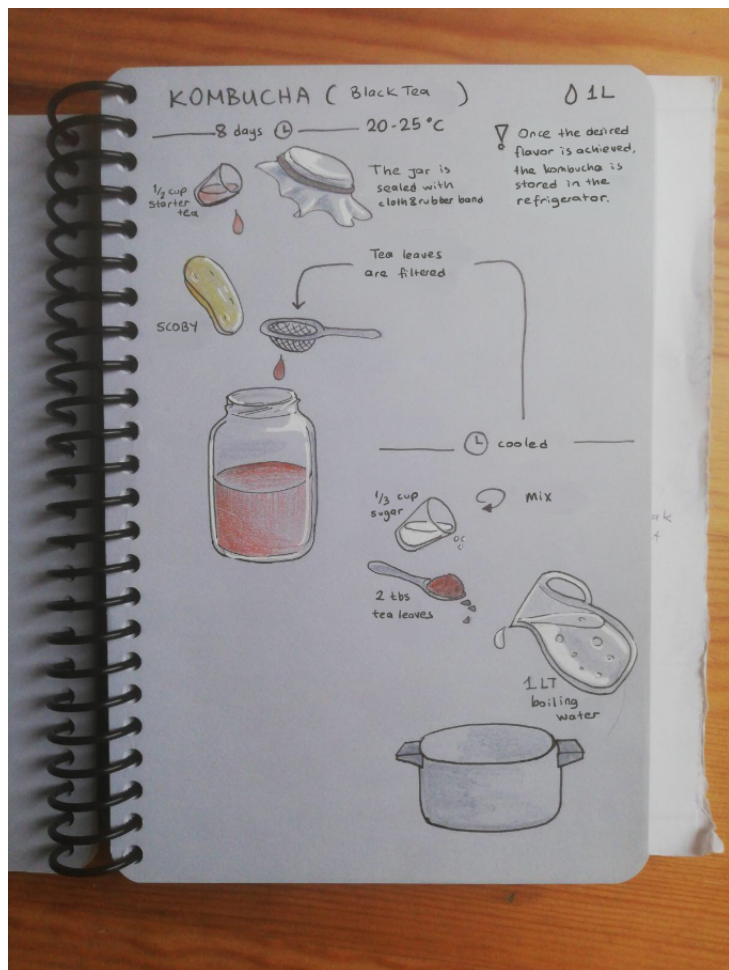 KOMBUCHA ( Black Tea )
1L
8 days
20-25°C
! Once the desired
flavor is achieved,
the kombucha is
stored in the
refrigerator.
1/2 cup
starter
tea
The jar is
sealed with
cloth & rubber band
Tea leaves
are filtered
SCOBY
cooled
1/3 cup
sugar
Mix
2 tbs
tea leaves
1 LT
boiling
water